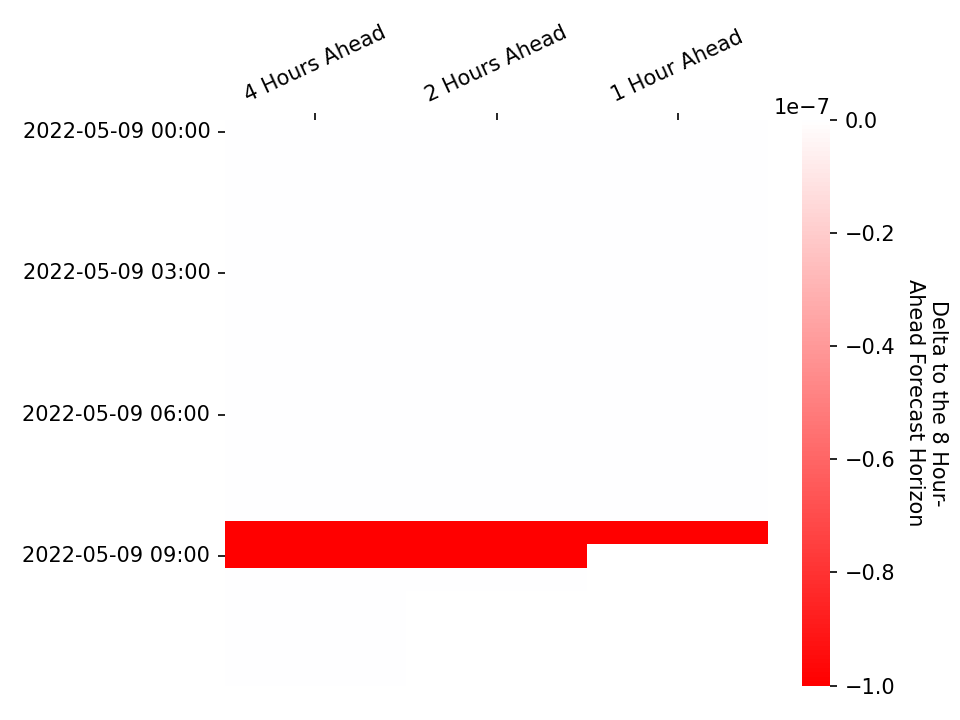 4 Hours Ahead
2 Hours Ahead
1 Hour Ahead
2022-05-09 00:00
2022-05-09 03:00
2022-05-09 06:00
2022-05-09 09:00
1e−7
0.0
−0.2
−0.4
−0.6
−0.8
−1.0
Delta to the 8 Hour-
Ahead Forecast Horizon